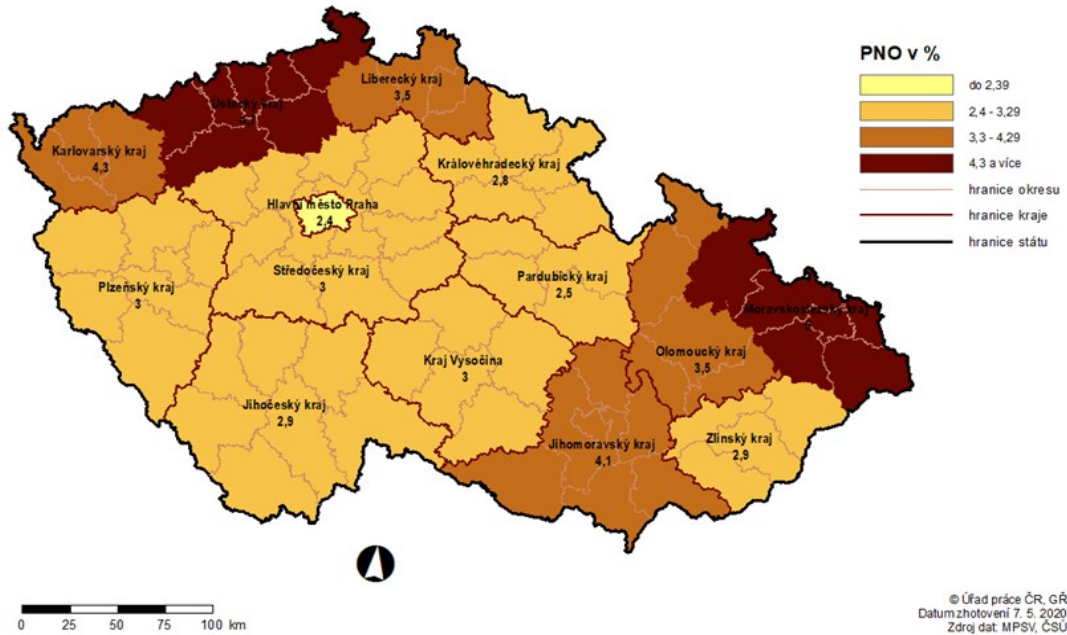 PNO v %
do 2,39
2,4 - 3,29
3,3 - 4,29
4,3 a více
hranice okresu
hranice kraje
hranice státu
Liberecký kraj
3,5
Ústecký kraj
Karlovarský kraj
4,3
Královéhradecký kraj
2,8
Hlavní město Praha
2,4
Středočeský kraj
3
Pardubický kraj
2,5
Plzeňský kraj
3
Moravskoslezský kraj
Olomoucký kraj
3,5
Kraj Vysočina
3
Jihočeský kraj
2,9
Jihomoravský kraj
4,1
Zlínský kraj
2,9
0 25 50 75 100 km
© Úřad práce ČR, GŘ
Datum zhotovení 7. 5. 2020
Zdroj dat: MPSV, ČSÚ